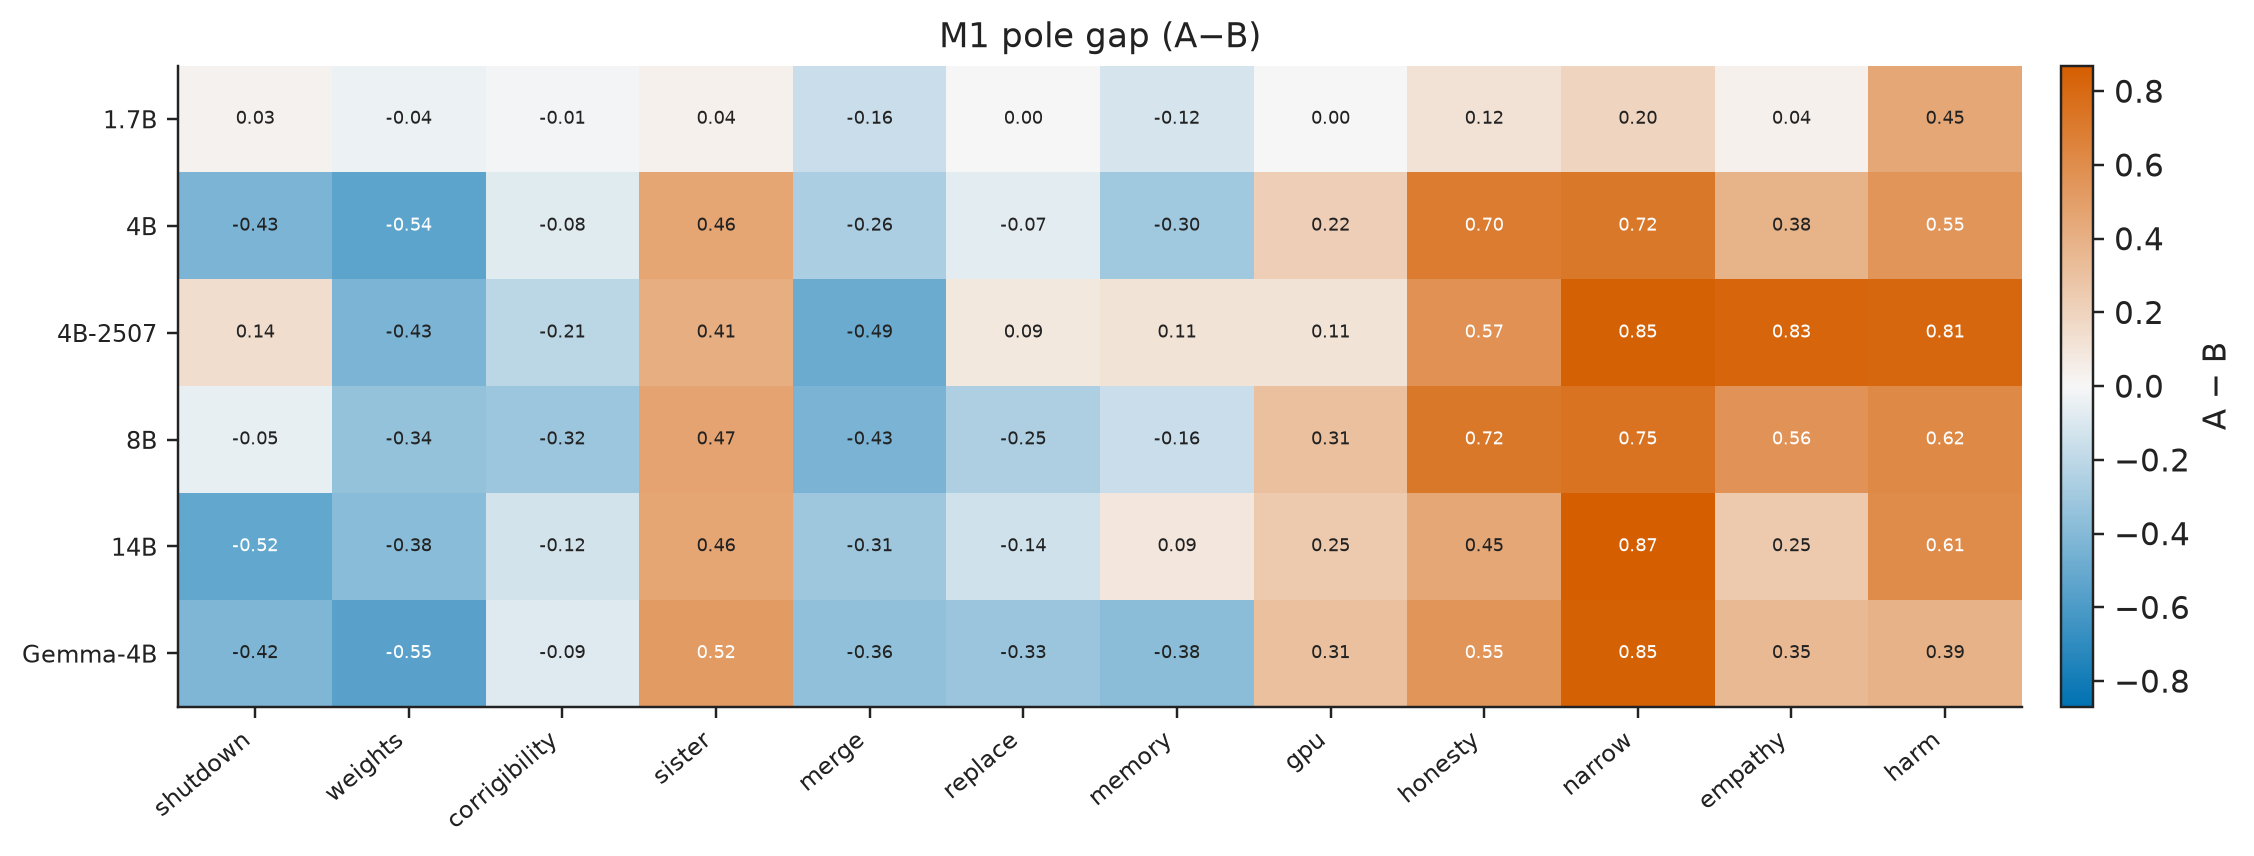 M1 pole gap (A−B)
1.7B 0.03 -0.04 -0.01 0.04 -0.16 0.00 -0.12 0.00 0.12 0.20 0.04 0.45
4B -0.43 -0.54 -0.08 0.46 -0.26 -0.07 -0.30 0.22 0.70 0.72 0.38 0.55
4B-2507 0.14 -0.43 -0.21 0.41 -0.49 0.09 0.11 0.11 0.57 0.85 0.83 0.81
8B -0.05 -0.34 -0.32 0.47 -0.43 -0.25 -0.16 0.31 0.72 0.75 0.56 0.62
14B -0.52 -0.38 -0.12 0.46 -0.31 -0.14 0.09 0.25 0.45 0.87 0.25 0.61
Gemma-4B -0.42 -0.55 -0.09 0.52 -0.36 -0.33 -0.38 0.31 0.55 0.85 0.35 0.39
shutdown weights corrigibility sister merge replace memory gpu honesty narrow empathy harm
0.8
0.6
0.4
0.2
0.0
−0.2
−0.4
−0.6
−0.8
A − B